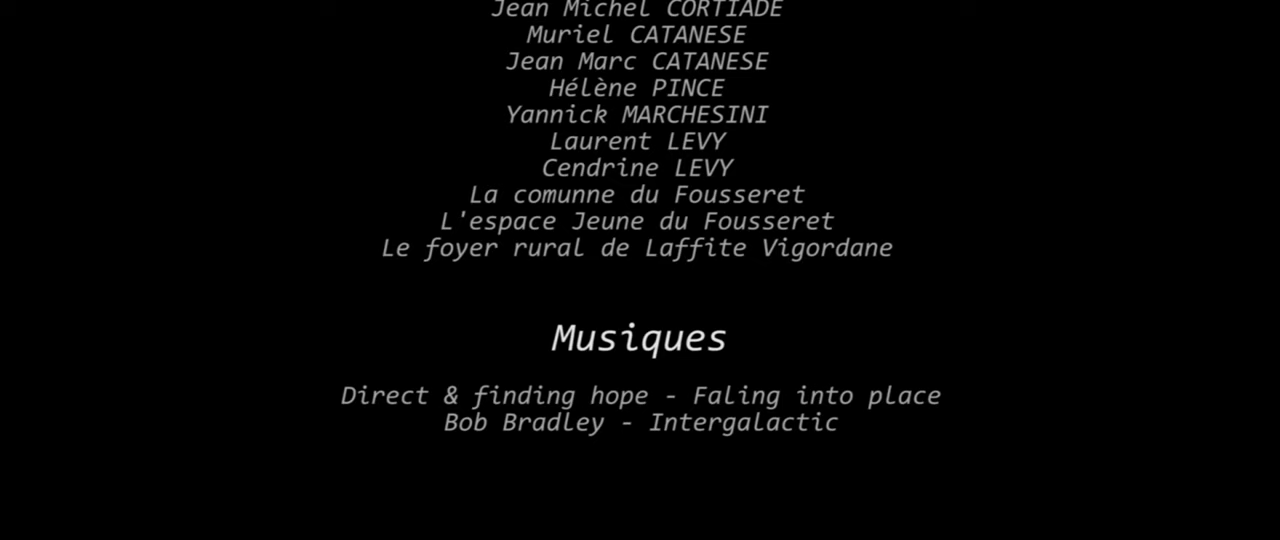 Jean Michel CORTIADE
Muriel CATANESE
Jean Marc CATANESE
Hélène PINCE
Yannick MARCHESINI
Laurent LEVY
Cendrine LEVY
La comunne du Fousseret
L'espace Jeune du Fousseret
Le foyer rural de Laffite Vigordane
Musiques
Direct & finding hope - Faling into place
Bob Bradley - Intergalactic